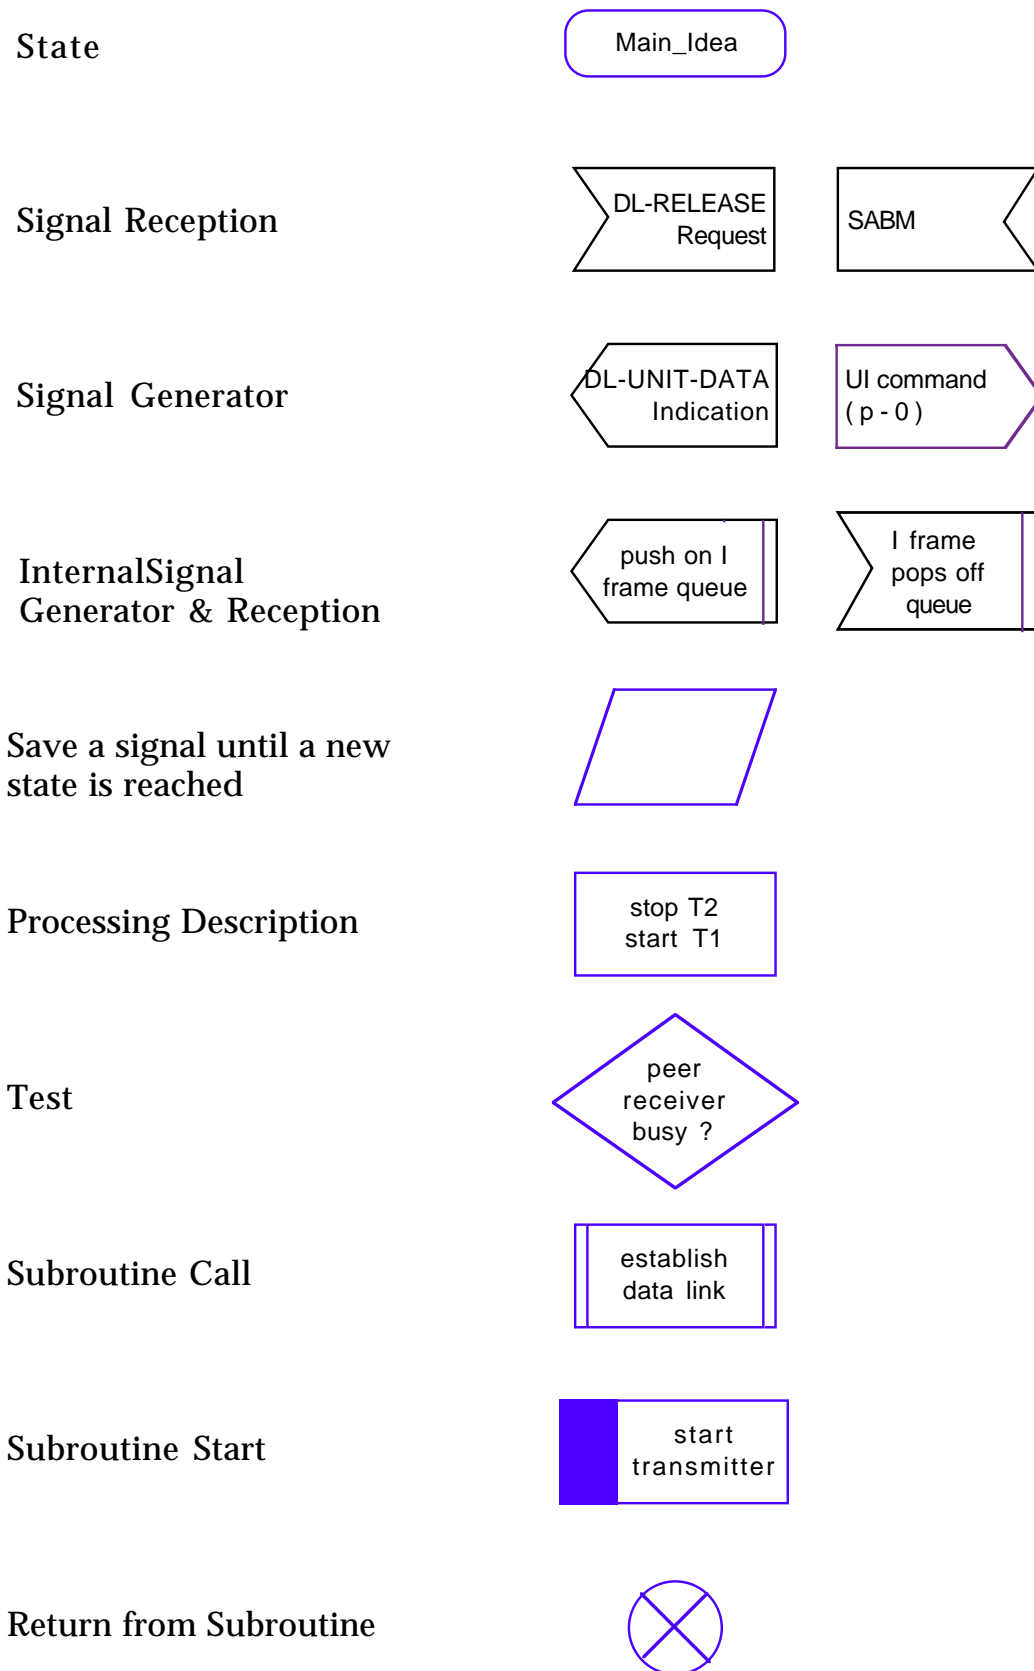 State
Main_Idea
Signal Reception
DL-RELEASE
Request
SABM
Signal Generator
DL-UNIT-DATA
Indication
UI command
( p - 0 )
InternalSignal
Generator & Reception
push on I
frame queue
I frame
pops off
queue
Save a signal until a new
state is reached
Processing Description
stop T2
start T1
Test
peer
receiver
busy ?
Subroutine Call
establish
data link
Subroutine Start
start
transmitter
Return from Subroutine